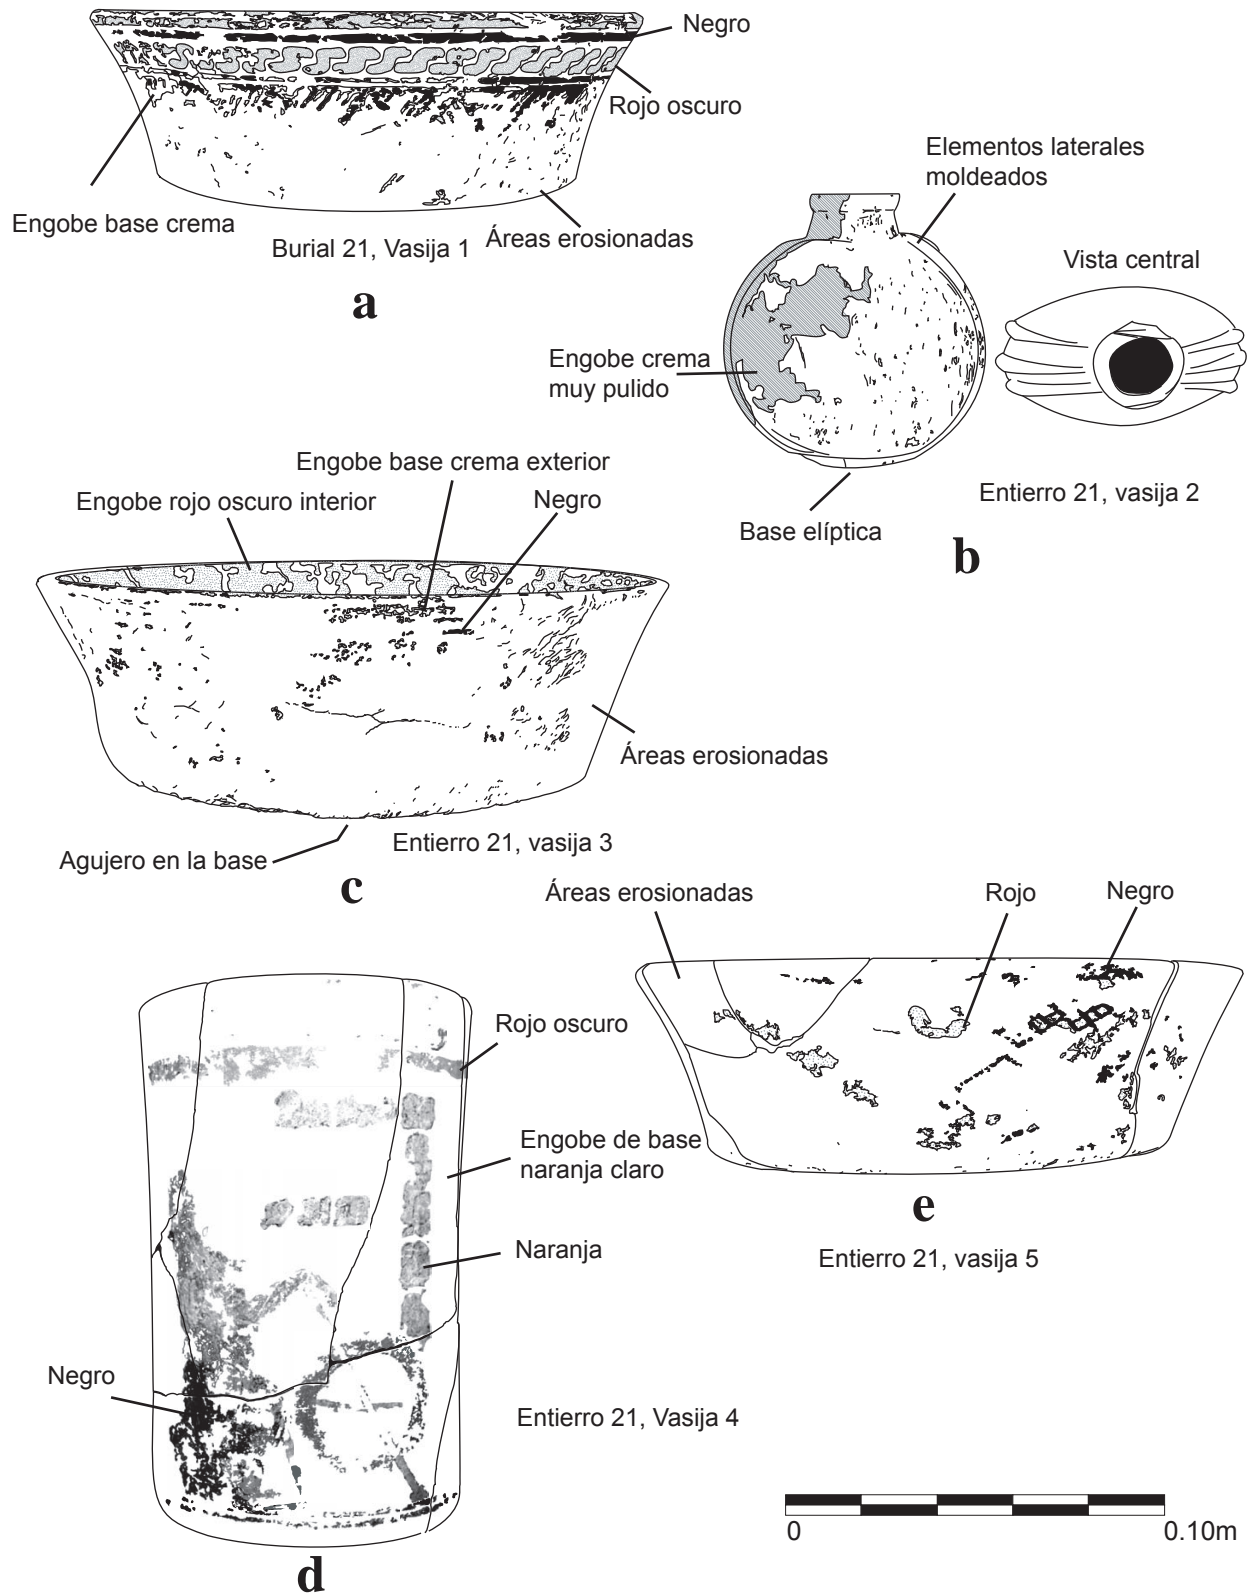 Negro
Rojo oscuro
Engobe base crema
Áreas erosionadas
Burial 21, Vasija 1
a
Elementos laterales
moldeados
Vista central
Engobe crema
muy pulido
Entierro 21, vasija 2
Base elíptica
b
Engobe base crema exterior
Engobe rojo oscuro interior
Negro
Áreas erosionadas
Entierro 21, vasija 3
Agujero en la base
c
Áreas erosionadas
Rojo
Negro
e
Entierro 21, vasija 5
Rojo oscuro
Engobe de base
naranja claro
Naranja
Negro
Entierro 21, Vasija 4
d
0
0.10m